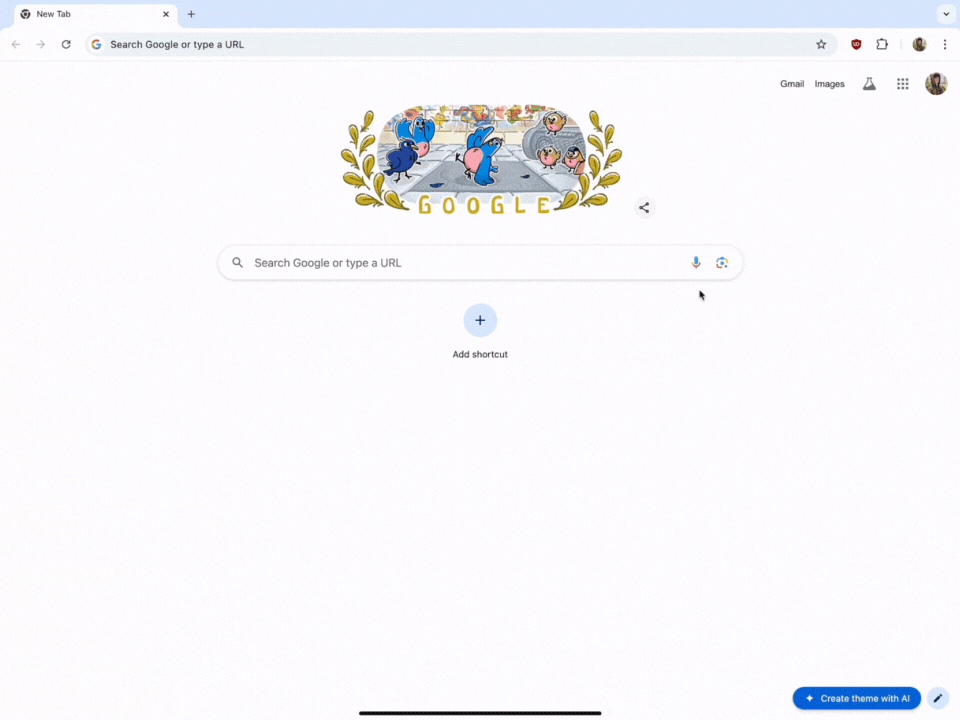 New Tab
Search Google or type a URL
Gmail
Images
GOOGLE
Search Google or type a URL
Add shortcut
Create theme with AI